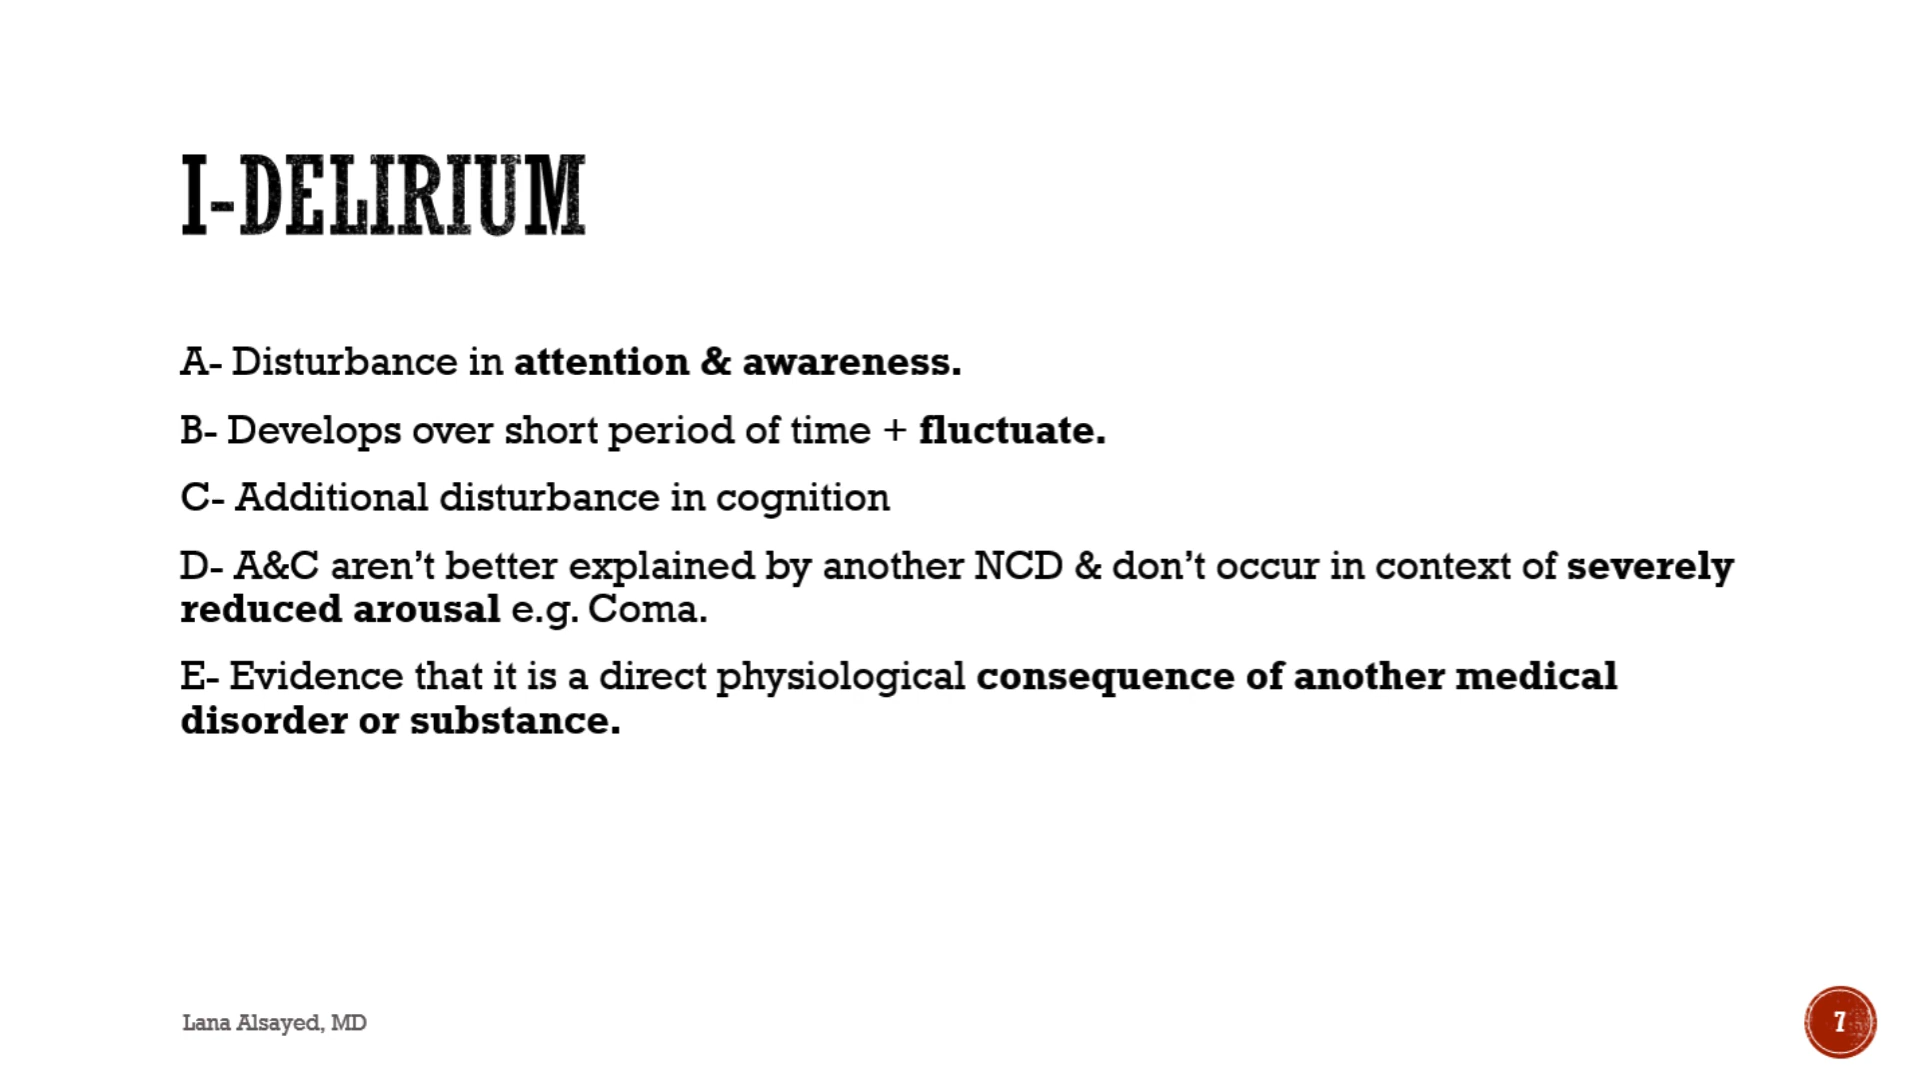 I-DELIRIUM
A- Disturbance in attention & awareness.
B- Develops over short period of time + fluctuate.
C- Additional disturbance in cognition
D- A&C aren’t better explained by another NCD & don’t occur in context of severely
reduced arousal e.g. Coma.
E- Evidence that it is a direct physiological consequence of another medical
disorder or substance.
Lana Alsayed, MD
7